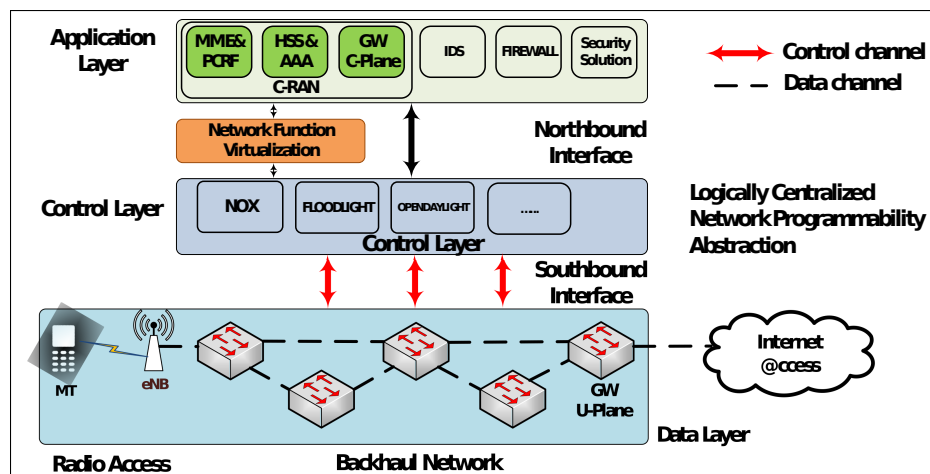 Application
Layer
MME&
PCRF
HSS &
AAA
GW
C-Plane
C-RAN
IDS
FIREWALL
Security
Solution
Control channel
Data channel
Network Function
Virtualization
Northbound
Interface
Control Layer
NOX
FLOODLIGHT
OPENDAYLIGHT
......
Control Layer
Logically Centralized
Network Programmability
Abstraction
Southbound
Interface
MT
eNB
GW
U-Plane
Internet
@ccess
Data Layer
Radio Access
Backhaul Network